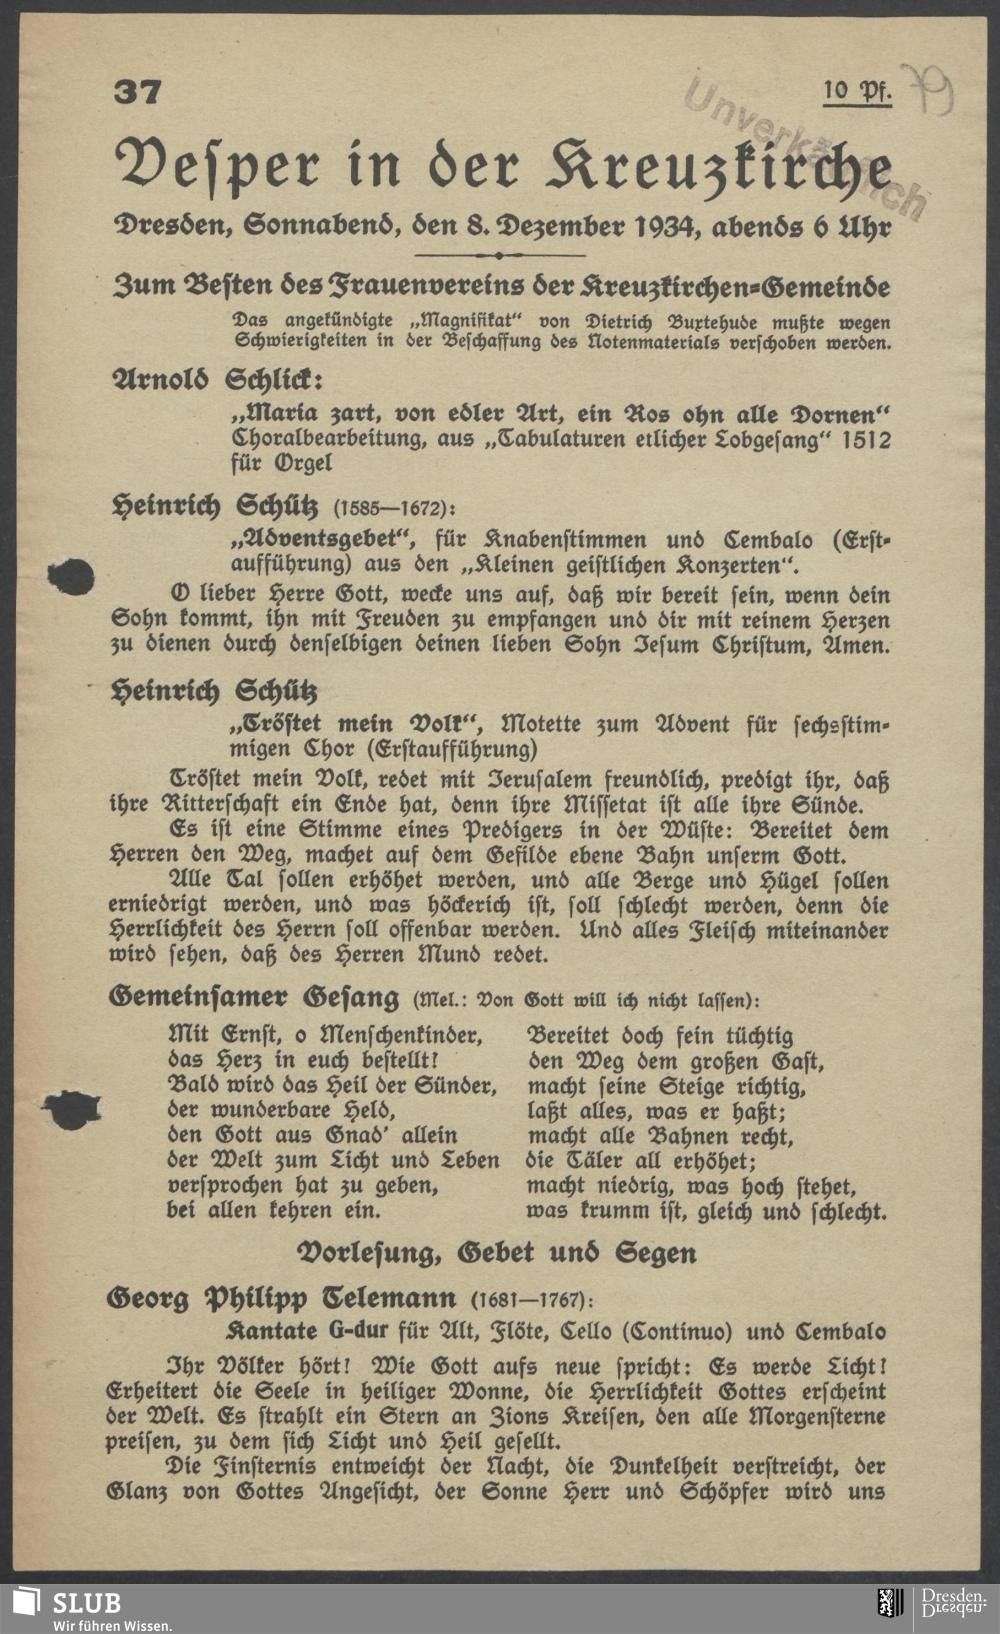 37
10 Pf.
79
Unverkäuflich
Vesper in der Kreuzkirche
Dresden, Sonnabend, den 8. Dezember 1934, abends 6 Uhr
Zum Besten des Frauenvereins der Kreuzkirchen-Gemeinde
Das angekündigte „Magnifikat“ von Dietrich Buxtehude mußte wegen
Schwierigkeiten in der Beschaffung des Notenmaterials verschoben werden.
Arnold Schlick:
„Maria zart, von edler Art, ein Ros ohn alle Dornen“
Choralbearbeitung, aus „Tabulaturen etlicher Lobgesang“ 1512
für Orgel
Heinrich Schütz (1585—1672):
„Adventsgebet“, für Knabenstimmen und Cembalo (Erst-
aufführung) aus den „Kleinen geistlichen Konzerten“.
O lieber Herre Gott, wecke uns auf, daß wir bereit sein, wenn dein
Sohn kommt, ihn mit Freuden zu empfangen und dir mit reinem Herzen
zu dienen durch denselbigen deinen lieben Sohn Jesum Christum, Amen.
Heinrich Schütz
„Tröstet mein Volk“, Motette zum Advent für sechsstim-
migen Chor (Erstaufführung)
Tröstet mein Volk, redet mit Jerusalem freundlich, predigt ihr, daß
ihre Ritterschaft ein Ende hat, denn ihre Missetat ist alle ihre Sünde.
Es ist eine Stimme eines Predigers in der Wüste: Bereitet dem
Herren den Weg, machet auf dem Gefilde ebene Bahn unserm Gott.
Alle Tal sollen erhöhet werden, und alle Berge und Hügel sollen
erniedrigt werden, und was höckerich ist, soll schlecht werden, denn die
Herrlichkeit des Herrn soll offenbar werden. Und alles Fleisch miteinander
wird sehen, daß des Herren Mund redet.
Gemeinsamer Gesang (Mel.: Von Gott will ich nicht lassen):
Mit Ernst, o Menschenkinder,
das Herz in euch bestellt!
Bald wird das Heil der Sünder,
der wunderbare Held,
den Gott aus Gnad' allein
der Welt zum Licht und Leben
versprochen hat zu geben,
bei allen kehren ein.
Bereitet doch fein tüchtig
den Weg dem großen Gast,
macht seine Steige richtig,
laßt alles, was er haßt;
macht alle Bahnen recht,
die Täler all erhöhet;
macht niedrig, was hoch stehet,
was krumm ist, gleich und schlecht.
Vorlesung, Gebet und Segen
Georg Philipp Telemann (1681—1767):
Kantate G-dur für Alt, Flöte, Cello (Continuo) und Cembalo
Ihr Völker hört! Wie Gott aufs neue spricht: Es werde Licht!
Erheitert die Seele in heiliger Wonne, die Herrlichkeit Gottes erscheint
der Welt. Es strahlt ein Stern an Zions Kreisen, den alle Morgensterne
preisen, zu dem sich Licht und Heil gesellt.
Die Finsternis entweicht der Nacht, die Dunkelheit verstreicht, der
Glanz von Gottes Angesicht, der Sonne Herr und Schöpfer wird uns
SLUB
Wir führen Wissen.
Dresden.
Dresden.